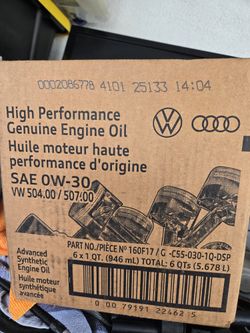 0002086778 4101 25133 14:04
High Performance
Genuine Engine Oil
Huile moteur haute
performance d'origine
SAE 0W-30
VW 504.00 / 507.00
Advanced
Synthetic
Engine Oil
Huile moteur
synthétique
avancée
PART NO./PIÈCE N° 160F17 / G -C55-030-1Q-DSP
6 x 1 QT. (946 mL) TOTAL: 6 QTs (5.678 L)
0 00 79191 22462 5